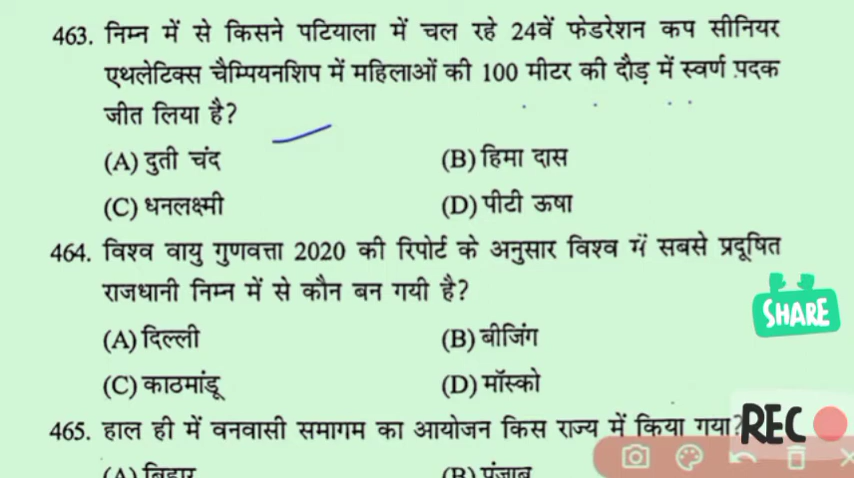 463. निम्न में से किसने पटियाला में चल रहे 24वें फेडरेशन कप सीनियर
एथलेटिक्स चैम्पियनशिप में महिलाओं की 100 मीटर की दौड़ में स्वर्ण पदक
जीत लिया है?
(A) दुती चंद (B) हिमा दास
(C) धनलक्ष्मी (D) पीटी ऊषा
464. विश्व वायु गुणवत्ता 2020 की रिपोर्ट के अनुसार विश्व में सबसे प्रदूषित
राजधानी निम्न में से कौन बन गयी है?
SHARE
(A) दिल्ली (B) बीजिंग
(C) काठमांडू (D) मॉस्को
465. हाल ही में वनवासी समागम का आयोजन किस राज्य में किया गया?
REC
(A) बिहार (B) पंजाब